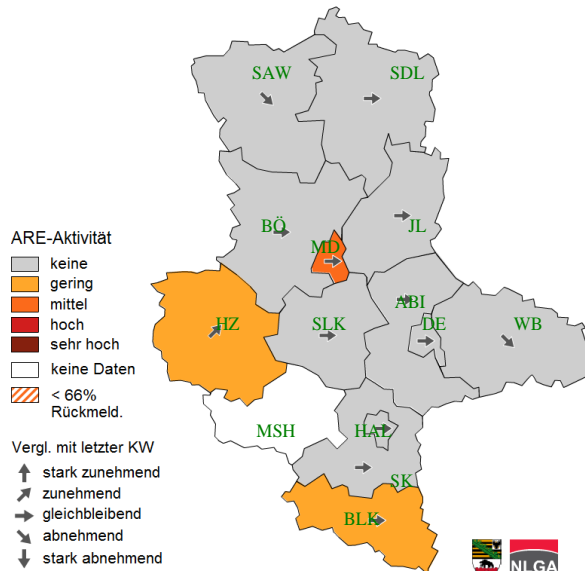 SAW
SDL
BÖ
MD
JL
ARE-Aktivität
keine
gering
mittel
hoch
sehr hoch
keine Daten
< 66%
Rückmeld.
HZ
SLK
ABI
DE
WB
MSH
HAL
SK
BLK
Vergl. mit letzter KW
stark zunehmend
zunehmend
gleichbleibend
abnehmend
stark abnehmend
NLGA